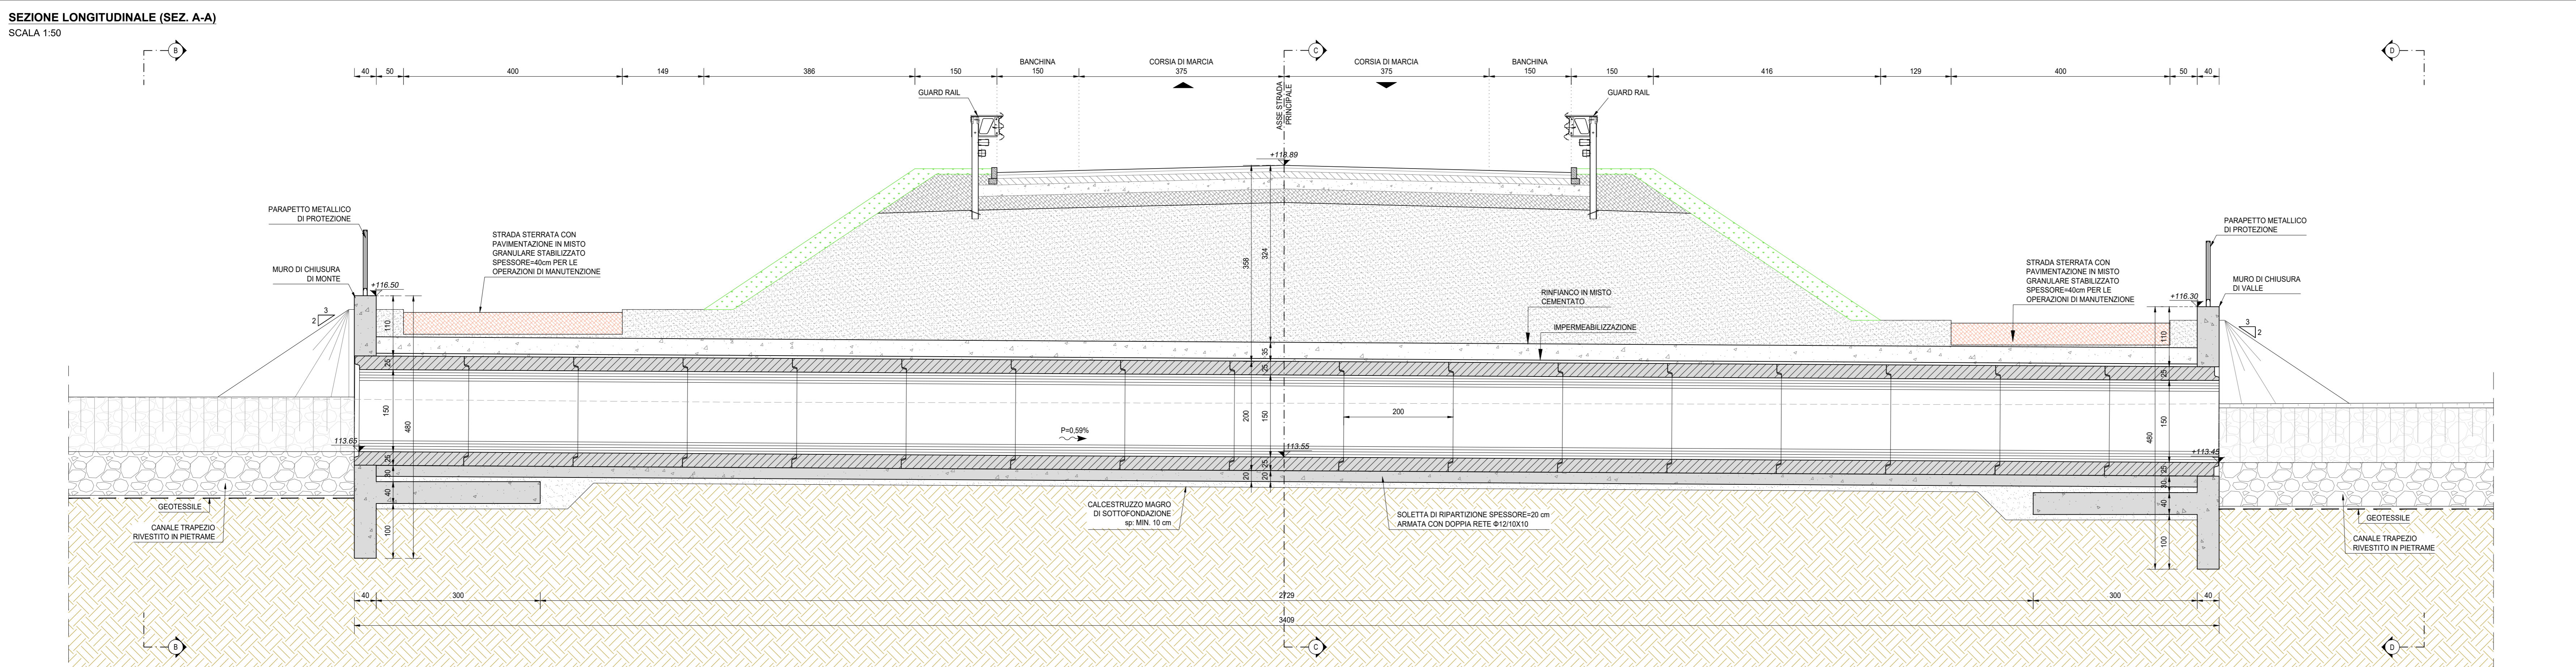 SEZIONE LONGITUDINALE (SEZ. A-A)
SCALA 1:50
B
C
D
BANCHINA
CORSIA DI MARCIA
CORSIA DI MARCIA
BANCHINA
40
50
400
149
386
150
150
375
375
150
150
416
129
400
50
40
GUARD RAIL
ASSE STRADA
PRINCIPALE
GUARD RAIL
+118.89
PARAPETTO METALLICO
DI PROTEZIONE
STRADA STERRATA CON
PAVIMENTAZIONE IN MISTO
GRANULARE STABILIZZATO
SPESSORE=40cm PER LE
OPERAZIONI DI MANUTENZIONE
MURO DI CHIUSURA
DI MONTE
+116.50
3
2
110
25
150
480
25
30
40
100
358
324
35
25
200
150
25
20
20
RINFIANCO IN MISTO
CEMENTATO
IMPERMEABILIZZAZIONE
200
P=0,59%
113.65
113.55
+113.45
PARAPETTO METALLICO
DI PROTEZIONE
STRADA STERRATA CON
PAVIMENTAZIONE IN MISTO
GRANULARE STABILIZZATO
SPESSORE=40cm PER LE
OPERAZIONI DI MANUTENZIONE
MURO DI CHIUSURA
DI VALLE
+116.30
3
2
110
25
150
480
25
30
40
100
GEOTESSILE
CANALE TRAPEZIO
RIVESTITO IN PIETRAME
CALCESTRUZZO MAGRO
DI SOTTOFONDAZIONE
sp: MIN. 10 cm
SOLETTA DI RIPARTIZIONE SPESSORE=20 cm
ARMATA CON DOPPIA RETE Φ12/10X10
GEOTESSILE
CANALE TRAPEZIO
RIVESTITO IN PIETRAME
40
300
2729
300
40
3409
B
C
D